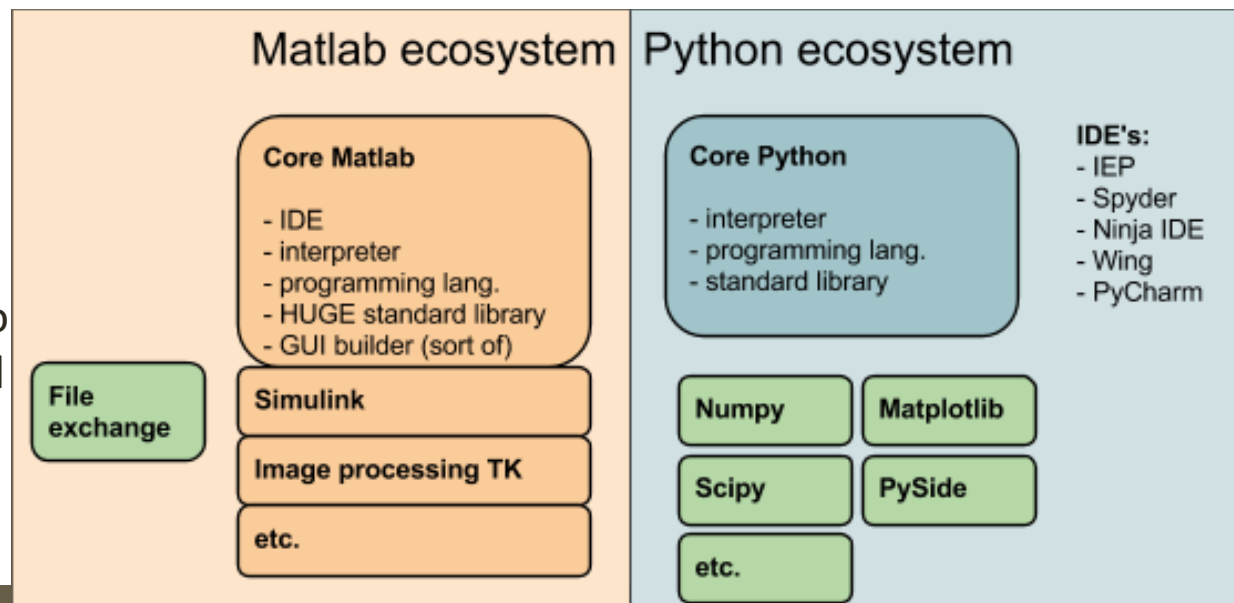 Matlab ecosystem
Core Matlab
- IDE
- interpreter
- programming lang.
- HUGE standard library
- GUI builder (sort of)
File
exchange
Simulink
Image processing TK
etc.
Python ecosystem
Core Python
- interpreter
- programming lang.
- standard library
IDE's:
- IEP
- Spyder
- Ninja IDE
- Wing
- PyCharm
Numpy
Matplotlib
Scipy
PySide
etc.